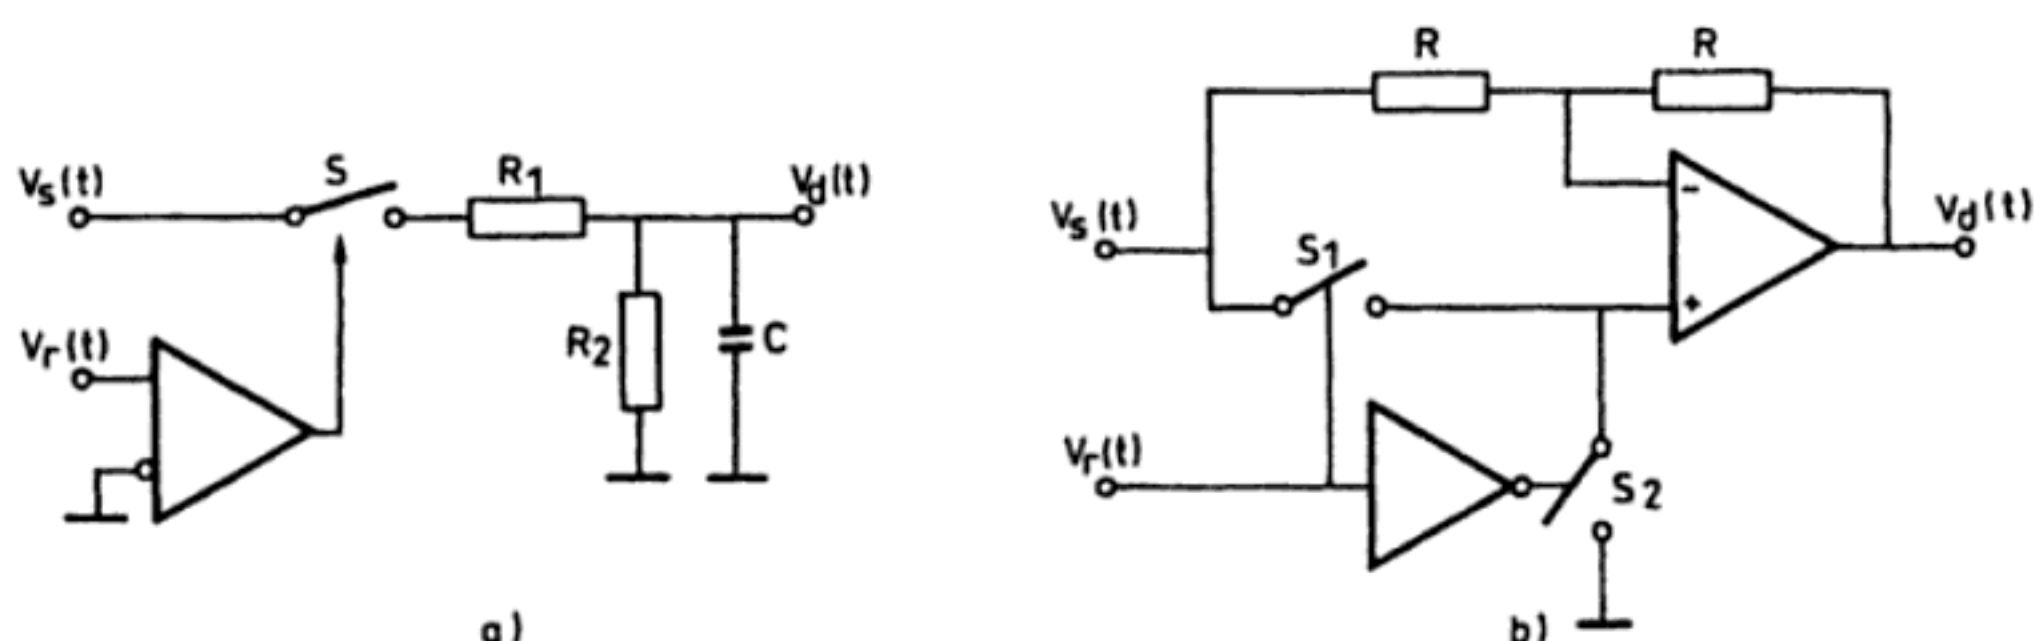 Vs(t)
S
R1
Vd(t)
Vr(t)
R2
C
a)
R
R
Vs(t)
S1
-
+
Vd(t)
Vr(t)
S2
b)